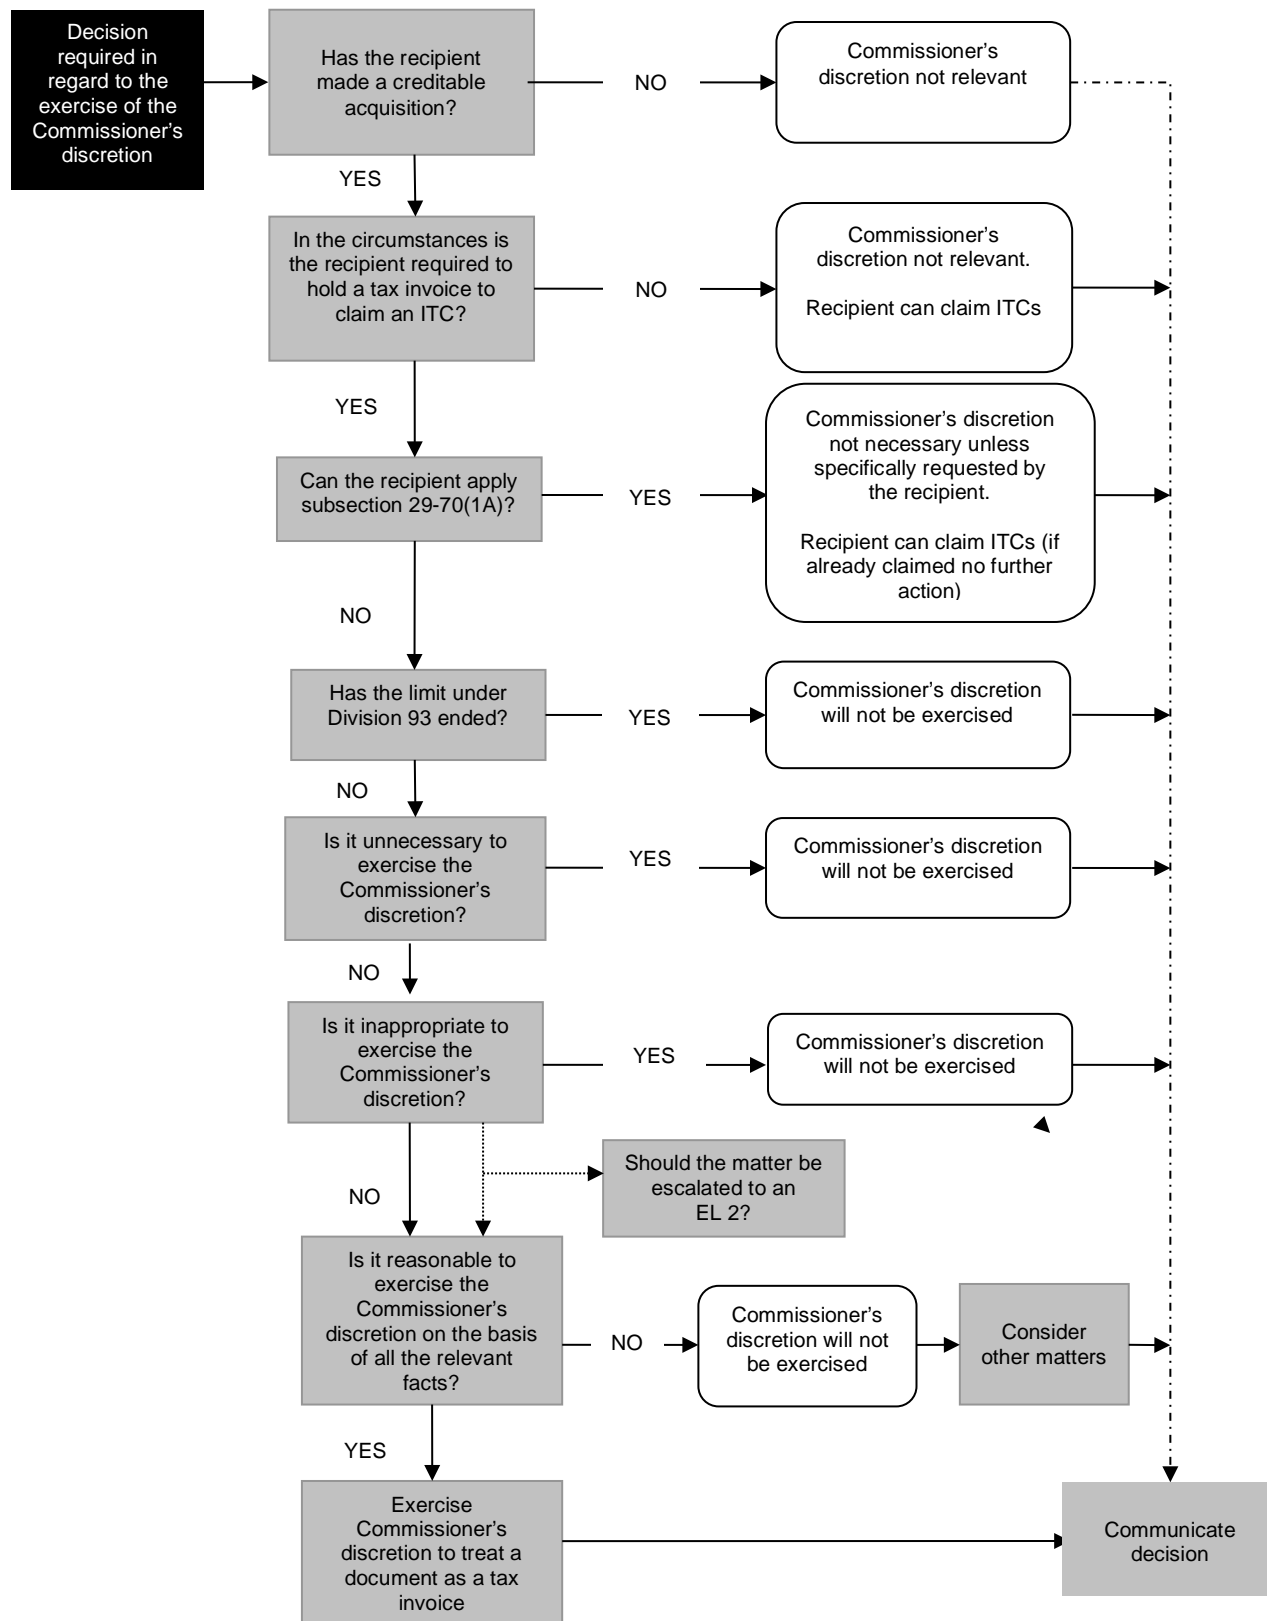 Decision
required in
regard to the
exercise of the
Commissioner's
discretion
Has the recipient
made a creditable
acquisition?
NO
Commissioner's
discretion not relevant
YES
In the circumstances is
the recipient required to
hold a tax invoice to
claim an ITC?
NO
Commissioner's
discretion not relevant.
Recipient can claim ITCs
YES
Can the recipient apply
subsection 29-70(1A)?
YES
Commissioner's discretion
not necessary unless
specifically requested by
the recipient.
Recipient can claim ITCs (if
already claimed no further
action)
NO
Has the limit under
Division 93 ended?
YES
Commissioner's discretion
will not be exercised
NO
Is it unnecessary to
exercise the
Commissioner's
discretion?
YES
Commissioner's discretion
will not be exercised
NO
Is it inappropriate to
exercise the
Commissioner's
discretion?
YES
Commissioner's discretion
will not be exercised
NO
Should the matter be
escalated to an
EL 2?
Is it reasonable to
exercise the
Commissioner's
discretion on the basis
of all the relevant
facts?
NO
Commissioner's
discretion will not
be exercised
Consider
other matters
YES
Exercise
Commissioner's
discretion to treat a
document as a tax
invoice
Communicate
decision